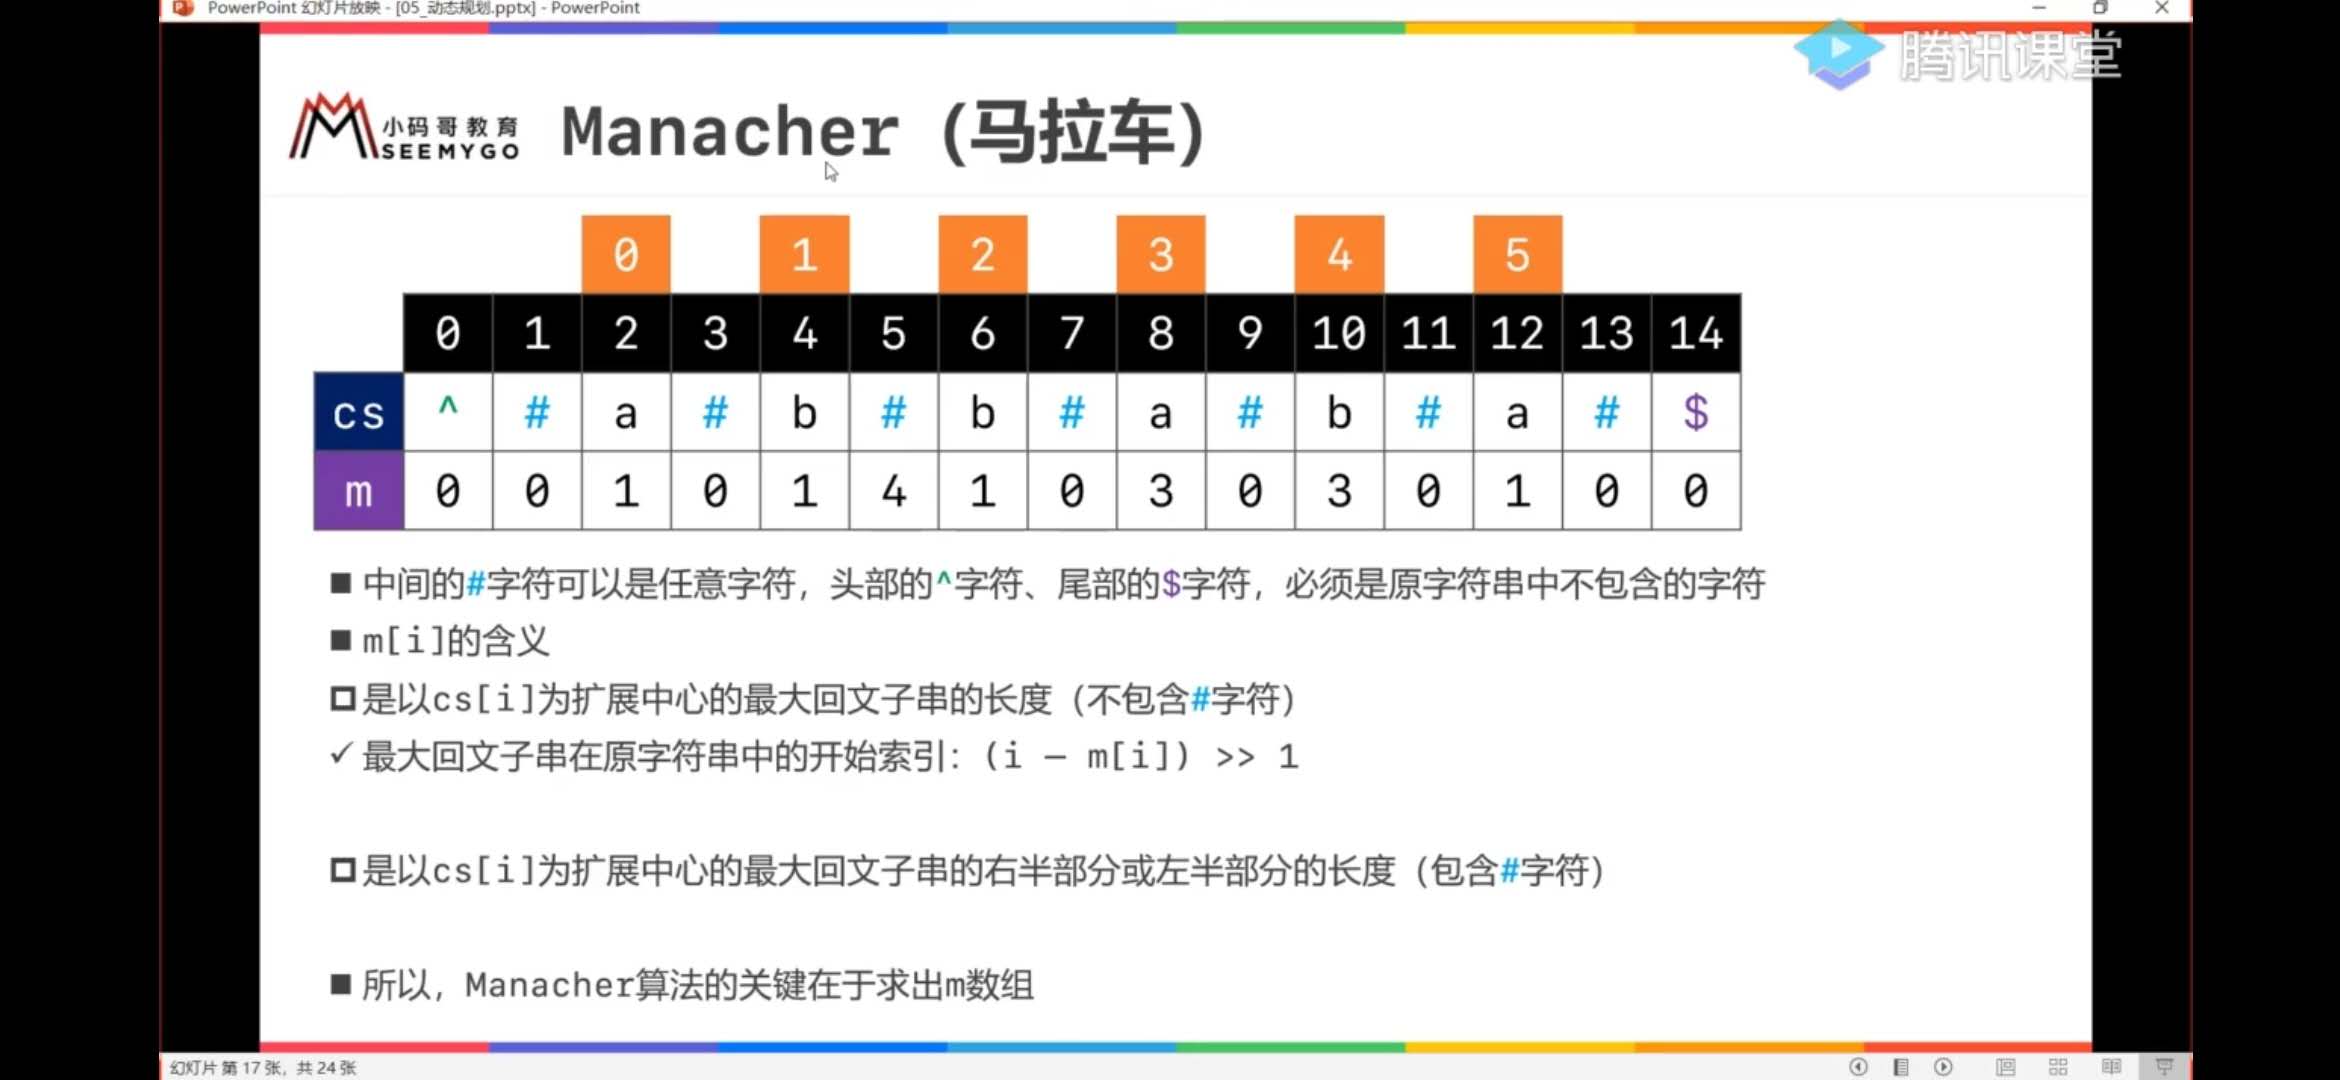 PowerPoint 幻灯片放映 - [05_动态规划.pptx] - PowerPoint
腾讯课堂
小码哥教育
SEEMYGO
Manacher（马拉车）
0 1 2 3 4 5
0 1 2 3 4 5 6 7 8 9 10 11 12 13 14
cs ^ # a # b # b # a # b # a # $
m 0 0 1 0 1 4 1 0 3 0 3 0 1 0 0
■ 中间的#字符可以是任意字符，头部的^字符、尾部的$字符，必须是原字符串中不包含的字符
■ m[i]的含义
是以cs[i]为扩展中心的最大回文子串的长度（不包含#字符）
✓ 最大回文子串在原字符串中的开始索引：(i – m[i]) >> 1
是以cs[i]为扩展中心的最大回文子串的右半部分或左半部分的长度（包含#字符）
■ 所以，Manacher算法的关键在于求出m数组
幻灯片 第 17 张，共 24 张